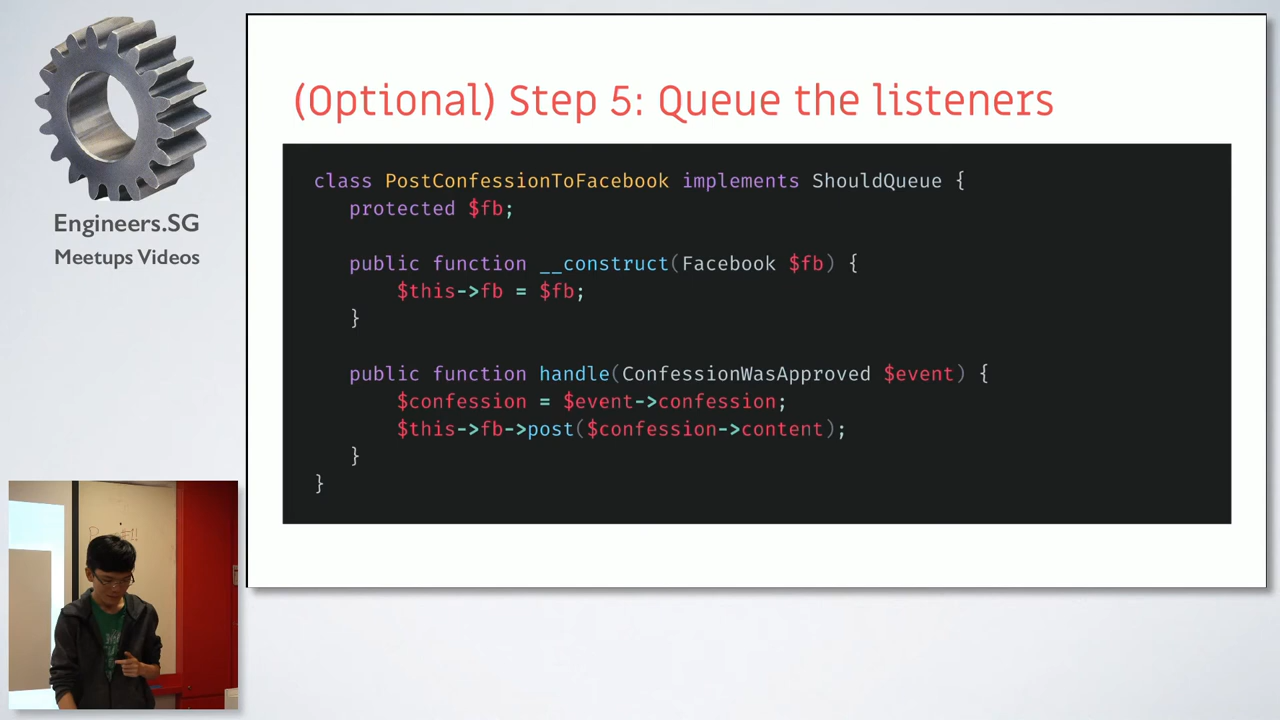 Engineers.SG
Meetups Videos
(Optional) Step 5: Queue the listeners
class PostConfessionToFacebook implements ShouldQueue {
protected $fb;
public function __construct(Facebook $fb) {
$this->fb = $fb;
}
public function handle(ConfessionWasApproved $event) {
$confession = $event->confession;
$this->fb->post($confession->content);
}
}